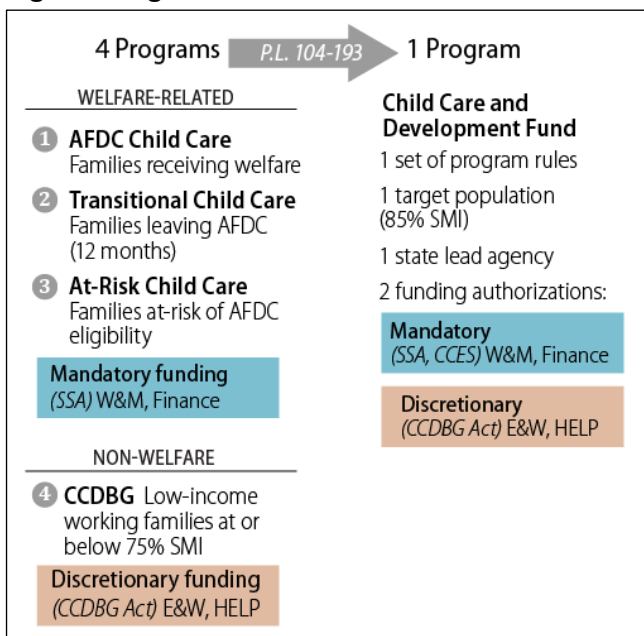 4 Programs P.L. 104-193 1 Program
WELFARE-RELATED
1 AFDC Child Care
Families receiving welfare
2 Transitional Child Care
Families leaving AFDC
(12 months)
3 At-Risk Child Care
Families at-risk of AFDC
eligibility
Mandatory funding
(SSA) W&M, Finance
NON-WELFARE
4 CCDBG Low-income
working families at or
below 75% SMI
Discretionary funding
(CCDBG Act) E&W, HELP
Child Care and
Development Fund
1 set of program rules
1 target population
(85% SMI)
1 state lead agency
2 funding authorizations:
Mandatory
(SSA, CCES) W&M, Finance
Discretionary
(CCDBG Act) E&W, HELP